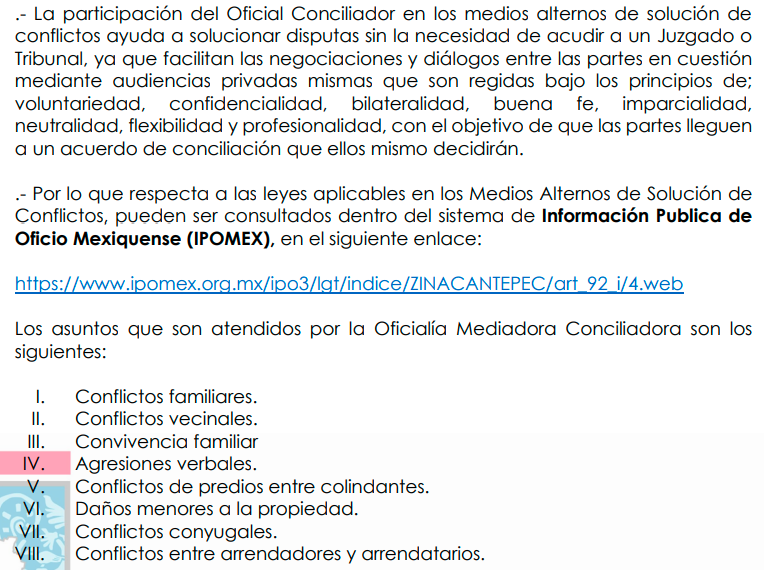 .- La participación del Oficial Conciliador en los medios alternos de solución de
conflictos ayuda a solucionar disputas sin la necesidad de acudir a un Juzgado o
Tribunal, ya que facilitan las negociaciones y diálogos entre las partes en cuestión
mediante audiencias privadas mismas que son regidas bajo los principios de;
voluntariedad, confidencialidad, bilateralidad, buena fe, imparcialidad,
neutralidad, flexibilidad y profesionalidad, con el objetivo de que las partes lleguen
a un acuerdo de conciliación que ellos mismo decidirán.
.- Por lo que respecta a las leyes aplicables en los Medios Alternos de Solución de
Conflictos, pueden ser consultados dentro del sistema de Información Publica de
Oficio Mexiquense (IPOMEX), en el siguiente enlace:
https://www.ipomex.org.mx/ipo3/lgt/indice/ZINACANTEPEC/art_92_i/4.web
Los asuntos que son atendidos por la Oficialía Mediadora Conciliadora son los
siguientes:
I. Conflictos familiares.
II. Conflictos vecinales.
III. Convivencia familiar
IV. Agresiones verbales.
V. Conflictos de predios entre colindantes.
VI. Daños menores a la propiedad.
VII. Conflictos conyugales.
VIII. Conflictos entre arrendadores y arrendatarios.